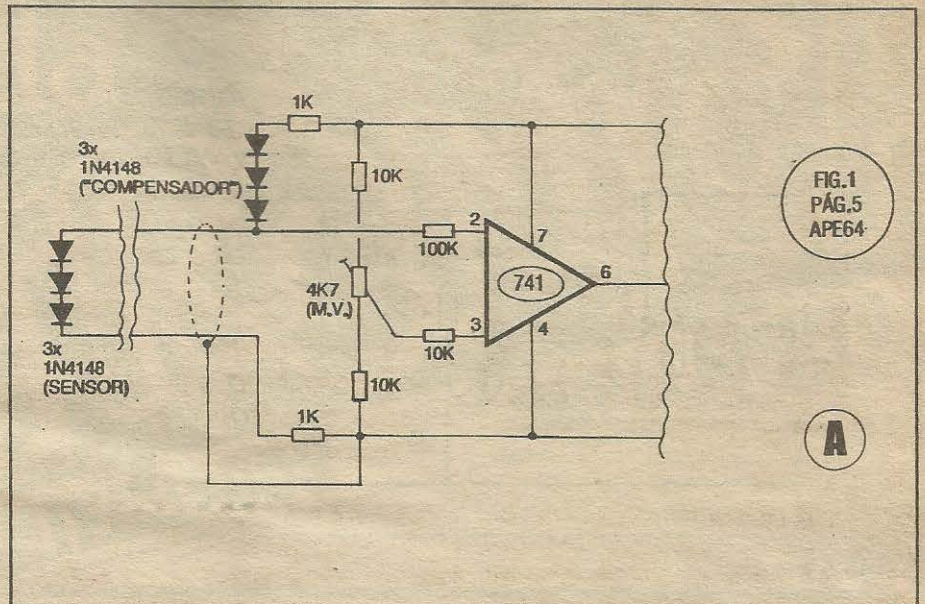 1K
3x
1N4148
("COMPENSADOR")
10K
FIG.1
PÁG.5
APE64
2
7
100K
741
6
4K7
(M.V.)
3
4
10K
3x
1N4148
(SENSOR)
10K
1K
A